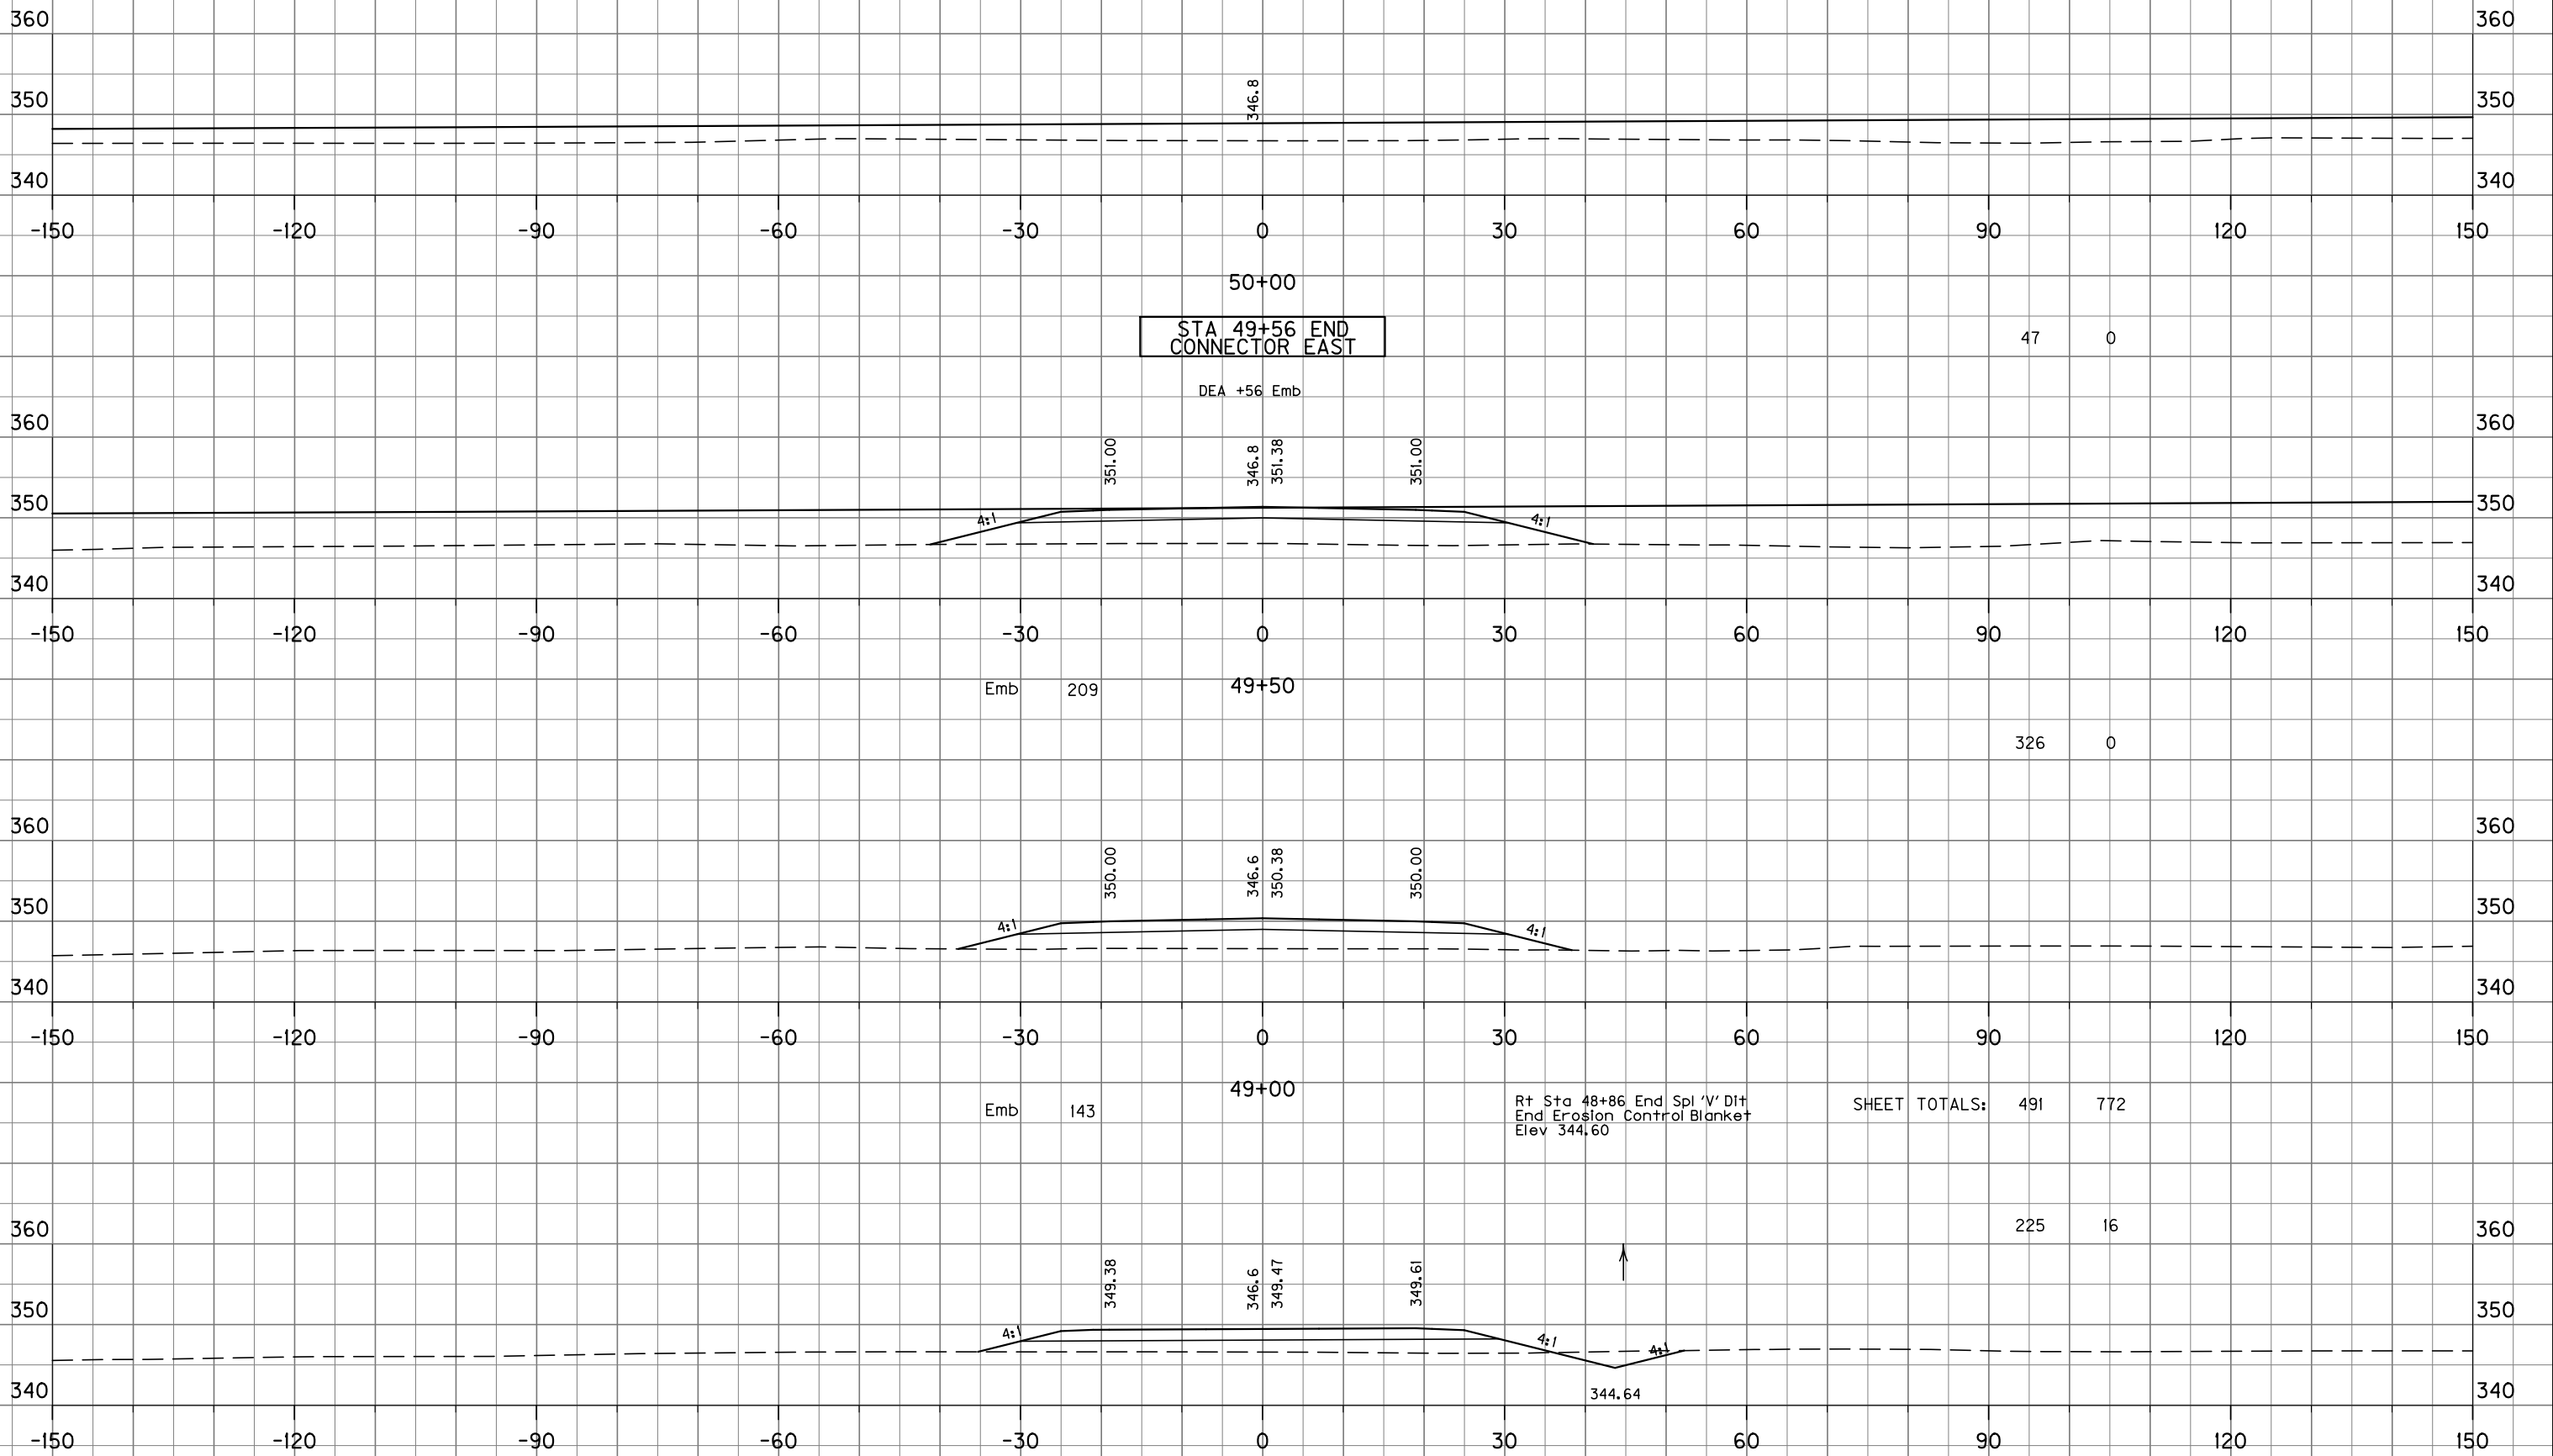 360 360
346.8
350 350
340 340
-150 -120 -90 -60 -30 0 30 60 90 120 150
50+00
STA 49+56 END
CONNECTOR EAST
47 0
DEA +56 Emb
360 360
351.00 346.8 351.38 351.00
350 350
4:1 4:1
340 340
-150 -120 -90 -60 -30 0 30 60 90 120 150
Emb 209 49+50
326 0
360 360
350.00 346.6 350.38 350.00
350 350
4:1 4:1
340 340
-150 -120 -90 -60 -30 0 30 60 90 120 150
49+00
Emb 143
Rt Sta 48+86 End Spl 'V' Dit
End Erosion Control Blanket
Elev 344.60
SHEET TOTALS: 491 772
225 16
360 360
349.38 346.6 349.47 349.61
350 350
4:1 4:1 4:1
344.64
340 340
-150 -120 -90 -60 -30 0 30 60 90 120 150